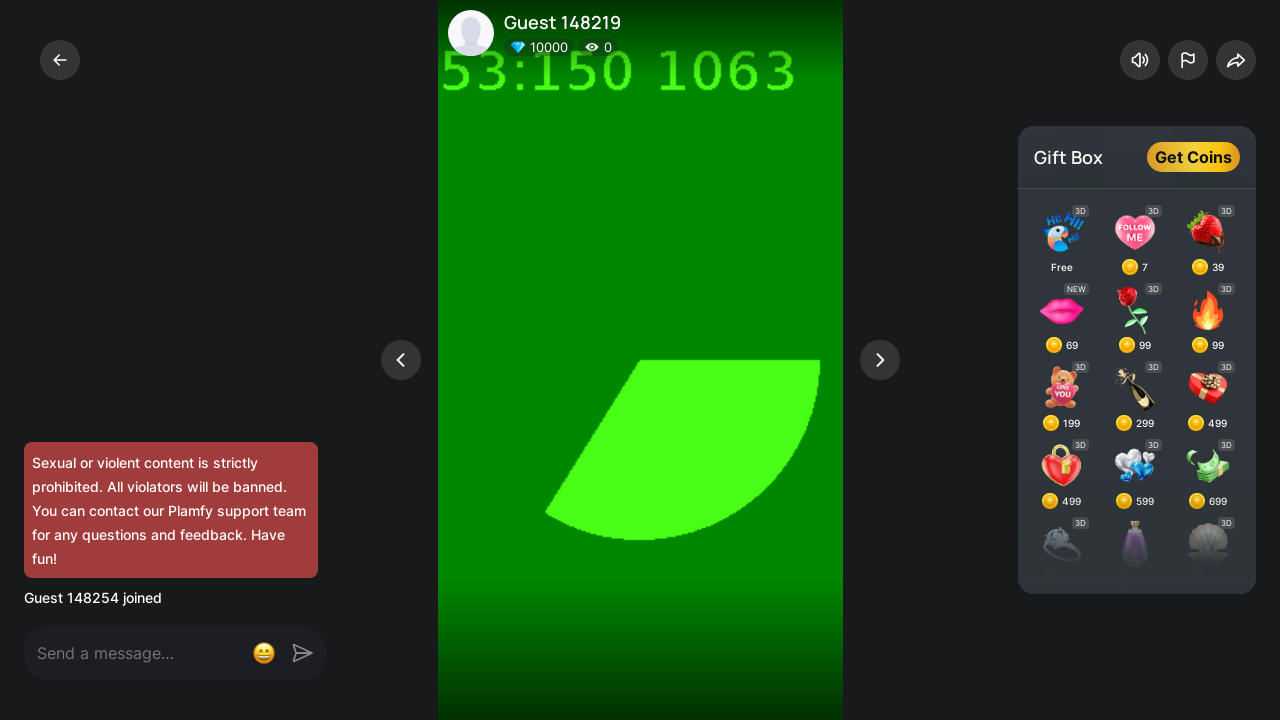 Guest 148219
10000
0
53:150 1063
Gift Box
Get Coins
3D
3D
3D
Hi! Hi! Hi!
FOLLOW ME
Free
7
39
NEW
3D
3D
69
99
99
3D
3D
3D
LOVE YOU
199
299
499
3D
3D
3D
499
599
699
3D
3D
Sexual or violent content is strictly
prohibited. All violators will be banned.
You can contact our Plamfy support team
for any questions and feedback. Have
fun!
Guest 148254 joined
Send a message...